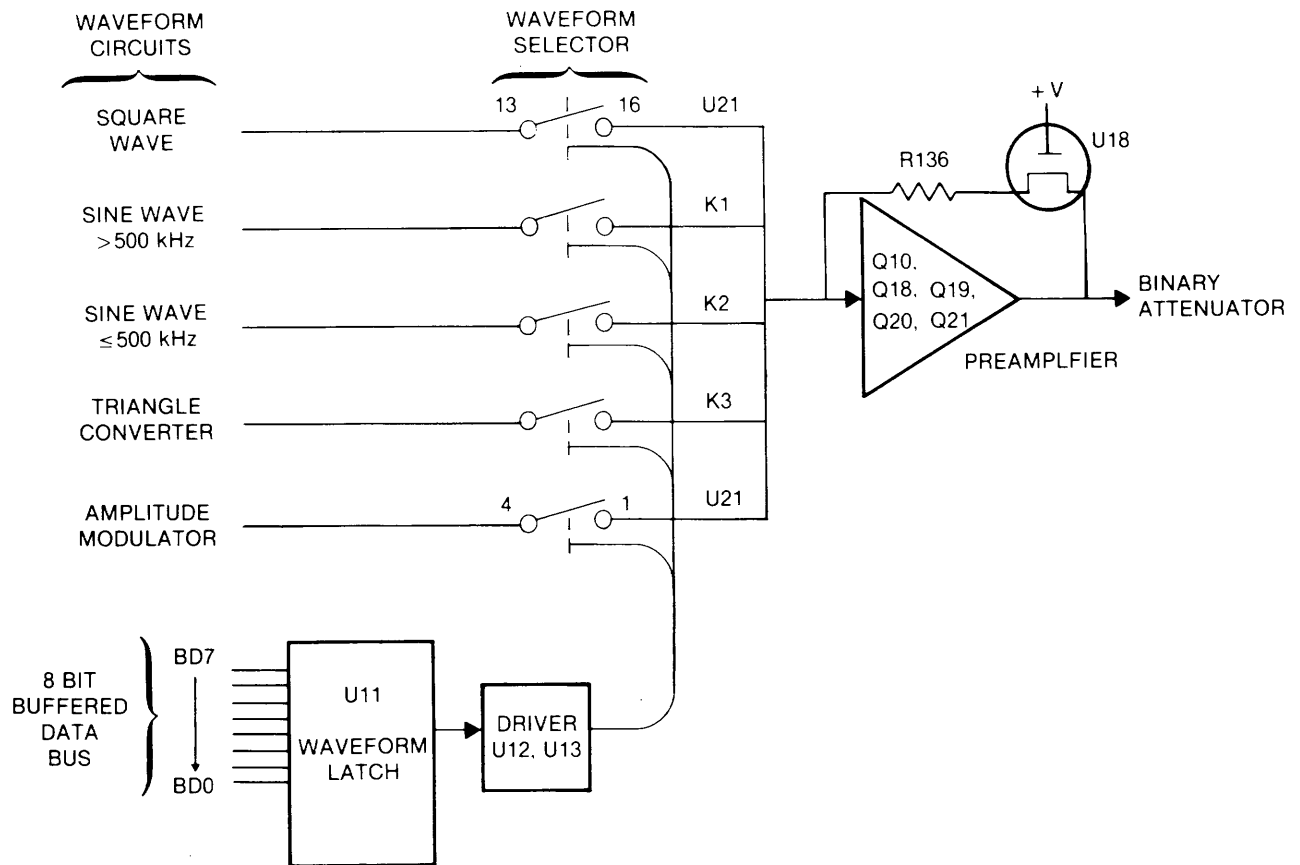 WAVEFORM
CIRCUITS
WAVEFORM
SELECTOR
SQUARE
WAVE
13
16
U21
SINE WAVE
>500 kHz
K1
SINE WAVE
≤500 kHz
K2
TRIANGLE
CONVERTER
K3
AMPLITUDE
MODULATOR
4
1
U21
+ V
U18
R136
Q10,
Q18, Q19,
Q20, Q21
PREAMPLFIER
BINARY
ATTENUATOR
8 BIT
BUFFERED
DATA
BUS
BD7
BD0
U11
WAVEFORM
LATCH
DRIVER
U12, U13